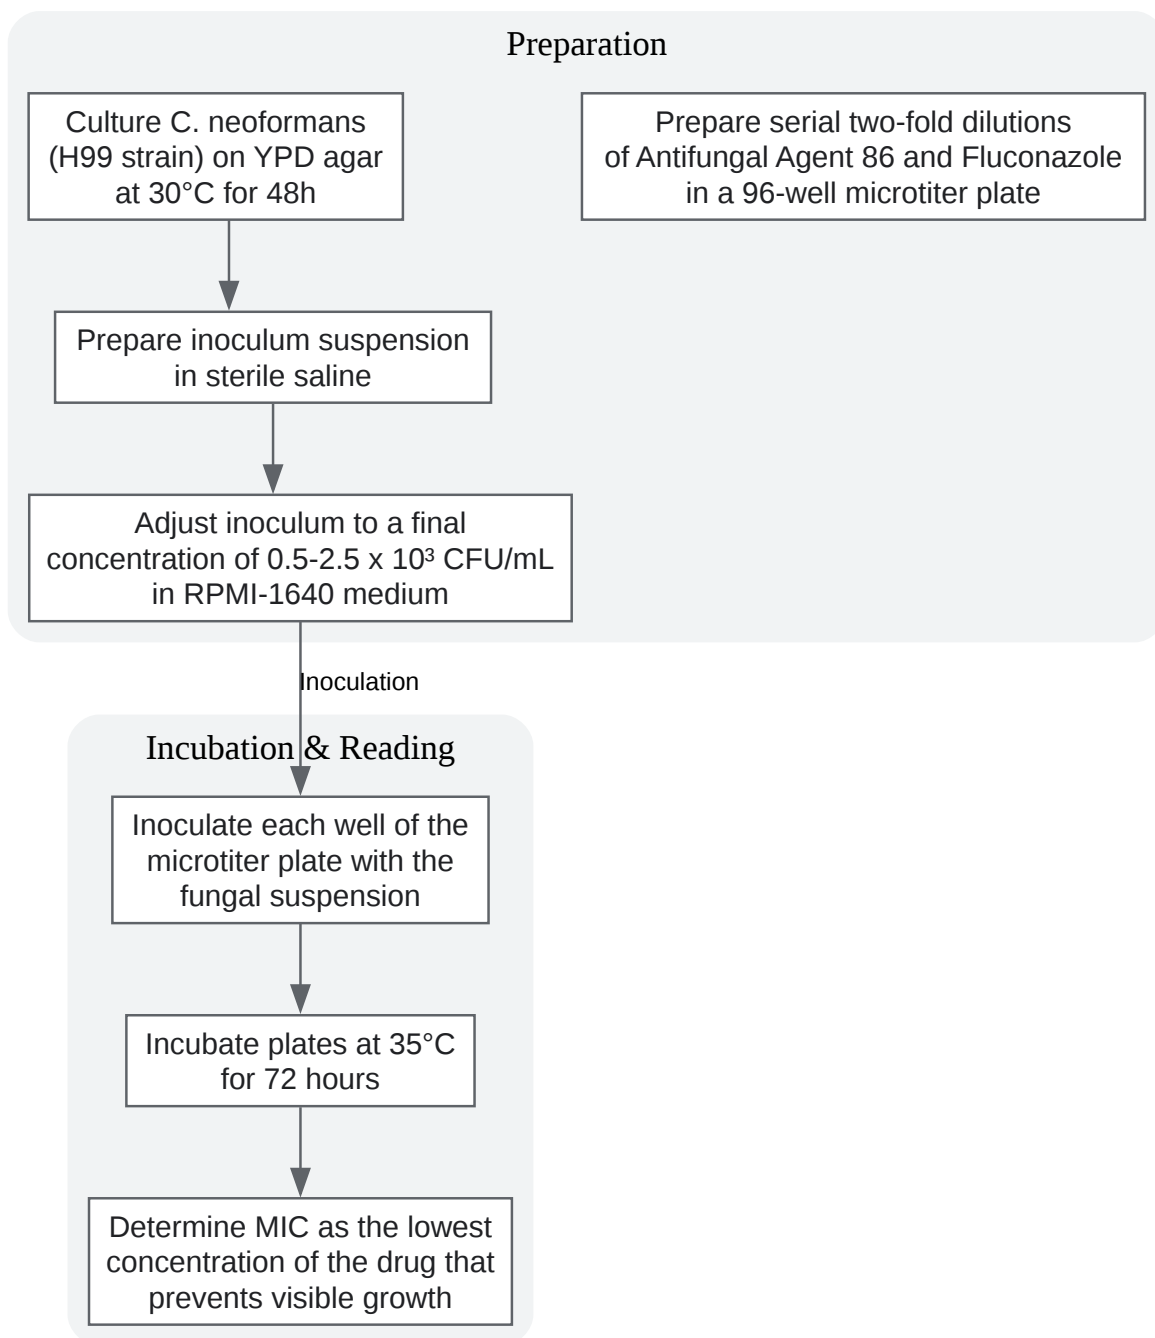 Preparation
Culture C. neoformans
(H99 strain) on YPD agar
at 30°C for 48h
Prepare serial two-fold dilutions
of Antifungal Agent 86 and Fluconazole
in a 96-well microtiter plate
Prepare inoculum suspension
in sterile saline
Adjust inoculum to a final
concentration of 0.5-2.5 x 10³ CFU/mL
in RPMI-1640 medium
Inoculation
Incubation & Reading
Inoculate each well of the
microtiter plate with the
fungal suspension
Incubate plates at 35°C
for 72 hours
Determine MIC as the lowest
concentration of the drug that
prevents visible growth